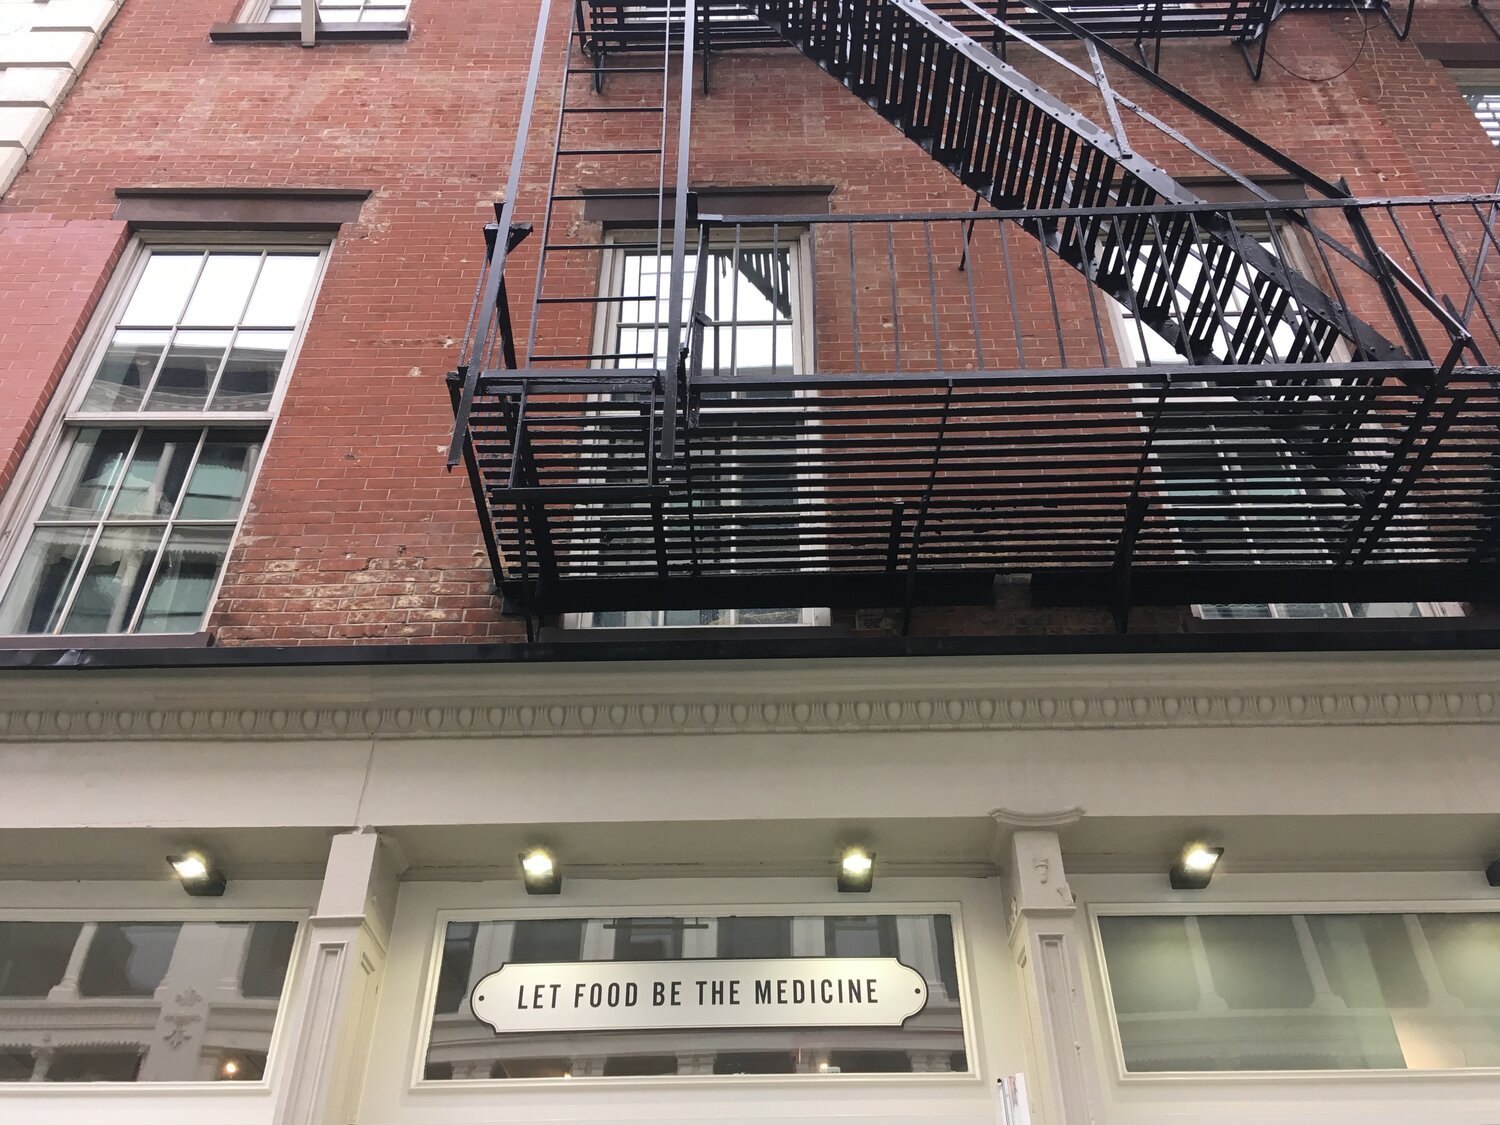 LET FOOD BE THE MEDICINE